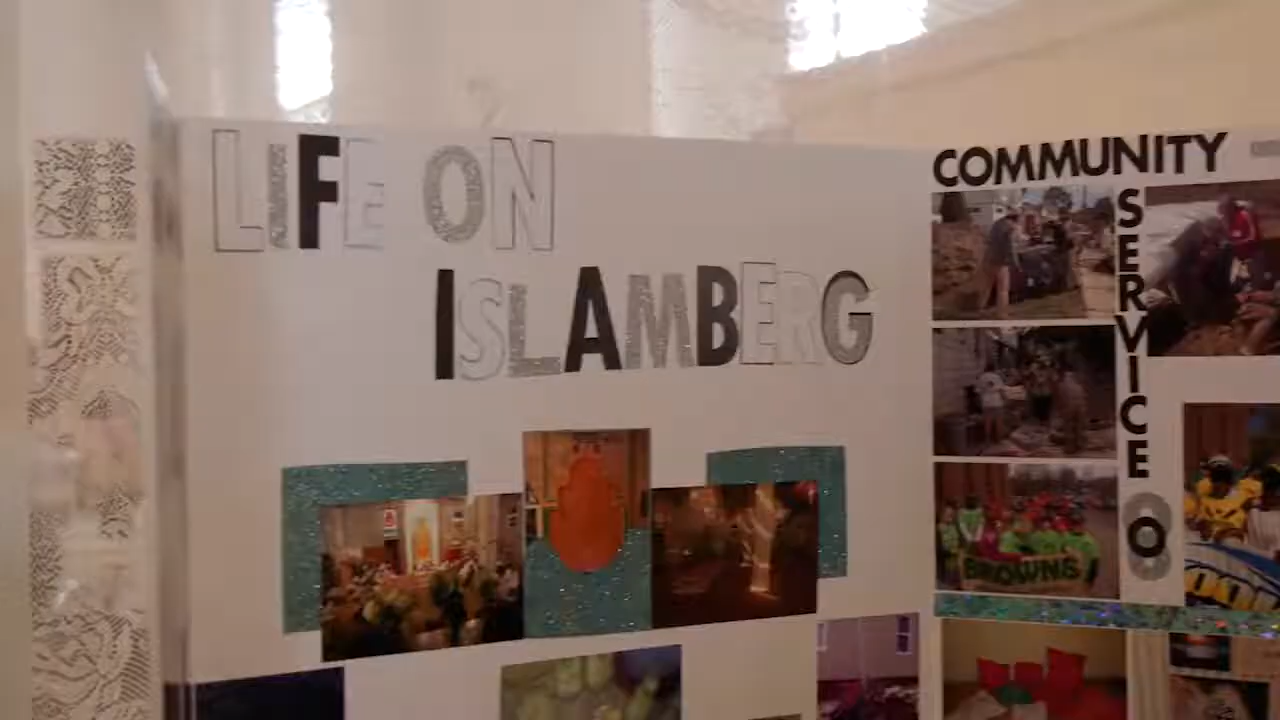 LIFE ON
ISLAMBERG
COMMUNITY
SERVICE
BROWNS